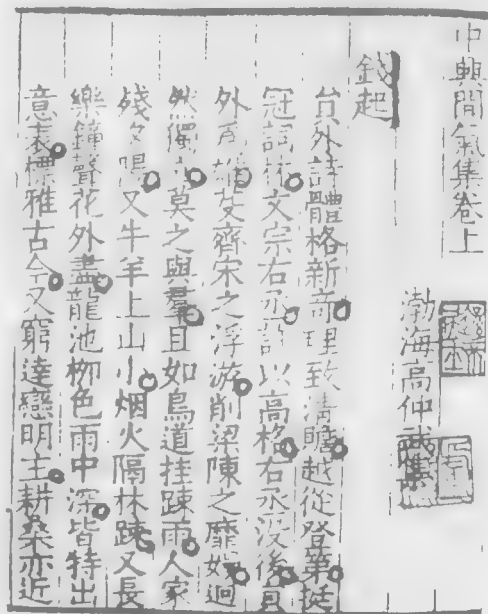 中興間氣集卷上
渤海高仲武集
錢起
員外詩體格新奇理致清贍越從登第挺
冠詞林文宗右丞許以高格右丞没後員
外爲雄芟齊宋之浮游削梁陳之靡嫚迥
然獨立莫之與羣且如鳥道挂踈雨人家
殘夕陽又牛羊上山小烟火隔林踈又長
樂鐘聲花外盡龍池栁色雨中深皆特出
意表標雅古今又窮達戀明主耕桑亦近